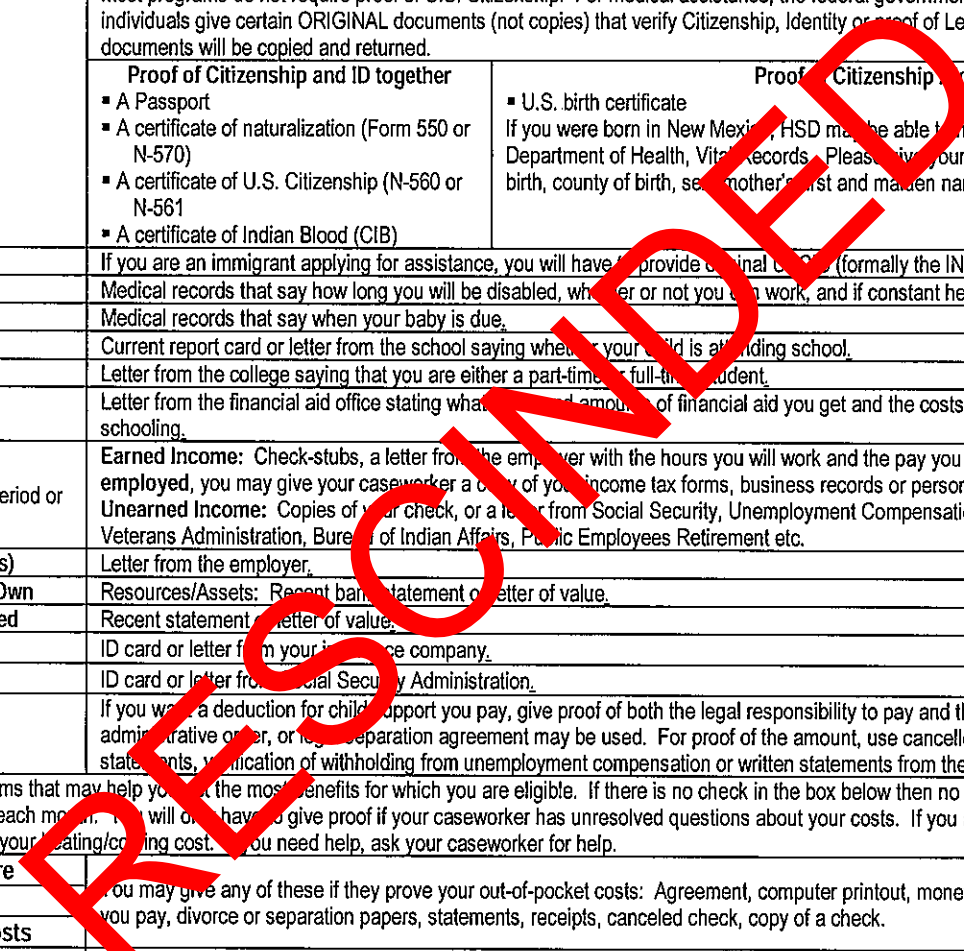 individuals give certain ORIGINAL documents (not copies) that verify Citizenship, Identity or proof of Le
documents will be copied and returned.
Proof of Citizenship and ID together
▪ A Passport
▪ A certificate of naturalization (Form 550 or
N-570)
▪ A certificate of U.S. Citizenship (N-560 or
N-561
▪ A certificate of Indian Blood (CIB)
Proof Citizenship
▪ U.S. birth certificate
If you were born in New Mexico, HSD may be able to
Department of Health, Vital Records. Please give your
birth, county of birth, sex, mother's first and maiden nam
If you are an immigrant applying for assistance, you will have to provide original (formally the IN
Medical records that say how long you will be disabled, whether or not you can work, and if constant he
Medical records that say when your baby is due.
Current report card or letter from the school saying whether your child is attending school.
Letter from the college saying that you are either a part-time or full-time student.
Letter from the financial aid office stating what amount of financial aid you get and the costs
schooling.
Earned Income: Check-stubs, a letter from the employer with the hours you will work and the pay you
employed, you may give your caseworker a copy of your income tax forms, business records or person
eriod or
Unearned Income: Copies of your check, or a letter from Social Security, Unemployment Compensati
Veterans Administration, Bureau of Indian Affairs, Public Employees Retirement etc.
s) Letter from the employer.
Own Resources/Assets: Recent bank statement or letter of value.
ed Recent statement or letter of value.
ID card or letter from your insurance company.
ID card or letter from Social Security Administration.
If you want a deduction for child support you pay, give proof of both the legal responsibility to pay and th
administrative order, or legal separation agreement may be used. For proof of the amount, use cancelle
statements, verification of withholding from unemployment compensation or written statements from the
ms that may help you get the most benefits for which you are eligible. If there is no check in the box below then no
each month. You will only have to give proof if your caseworker has unresolved questions about your costs. If you
your heating/cooling cost. If you need help, ask your caseworker for help.
re
You may give any of these if they prove your out-of-pocket costs: Agreement, computer printout, mone
you pay, divorce or separation papers, statements, receipts, canceled check, copy of a check.
osts
RESCINDED